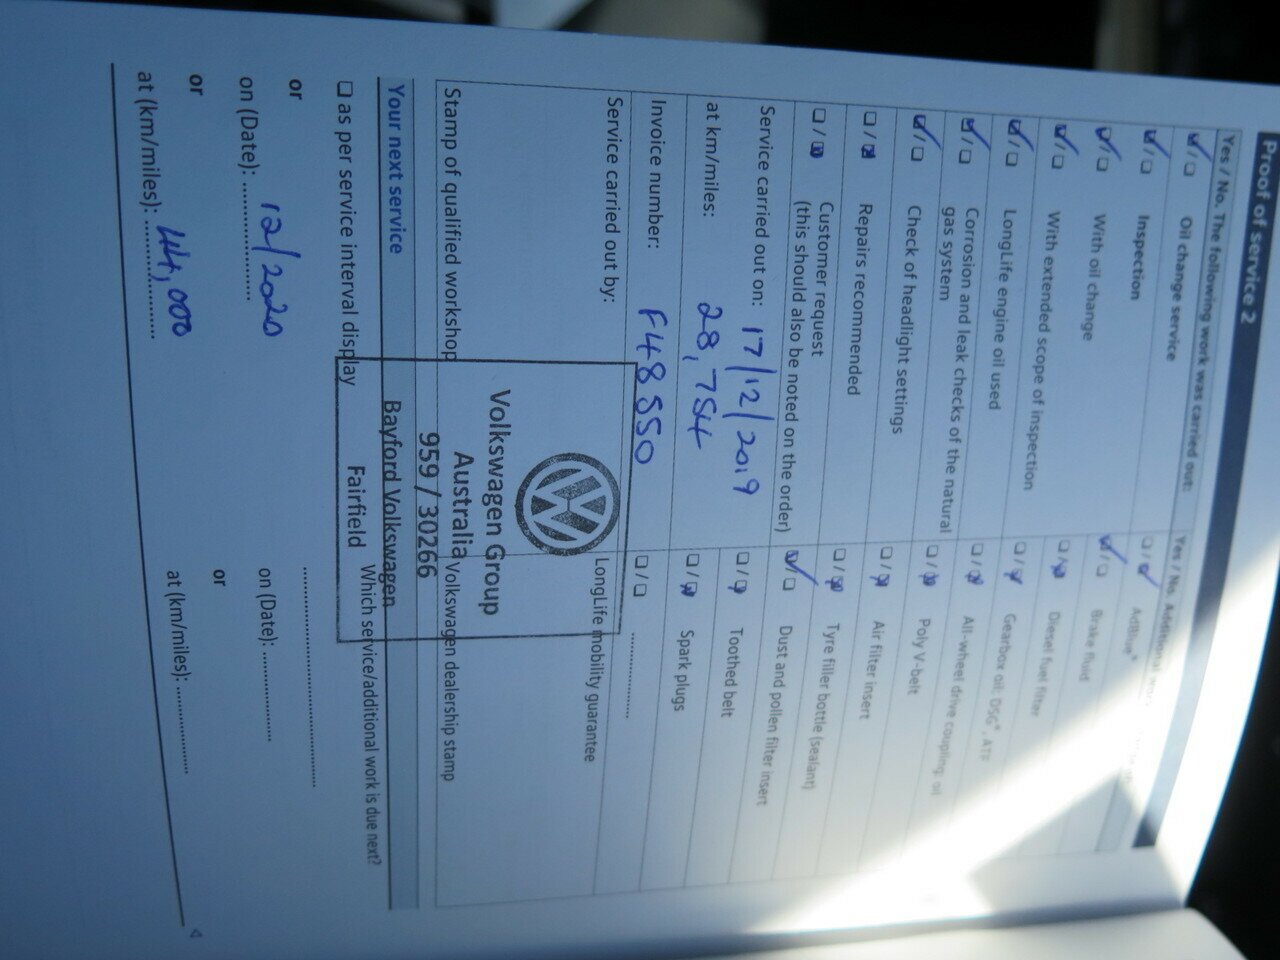 Proof of service 2
Yes / No. The following work was carried out:
☑/☐ Oil change service
☑/☐ Inspection
☑/☐ With oil change
☑/☐ With extended scope of inspection
☑/☐ LongLife engine oil used
☑/☐ Corrosion and leak checks of the natural
gas system
☑/☐ Check of headlight settings
☐/☑ Repairs recommended
☐/☑ Customer request
(this should also be noted on the order)
Service carried out on: 17/12/2019
at km/miles: 28,754
Invoice number: F48550
Service carried out by:
Yes / No. Additional
☐/☑ AdBlue®
☑/☐ Brake fluid
☐/☑ Diesel fuel filter
☐/☑ Gearbox oil: DSG®, ATF
☐/☑ All-wheel drive coupling: oil
☐/☑ Poly V-belt
☐/☑ Air filter insert
☐/☑ Tyre filler bottle (sealant)
☑/☐ Dust and pollen filter insert
☐/☑ Toothed belt
☐/☑ Spark plugs
☐/☐ ....................
LongLife mobility guarantee
Stamp of qualified workshop
Volkswagen dealership stamp
Volkswagen Group
Australia
959 / 30266
Bayford Volkswagen
Fairfield
Your next service
☐ as per service interval display
or
on (Date): 12/2020
or
at (km/miles): 44,000
Which service/additional work is due next?
on (Date): ....................
or
at (km/miles): ....................